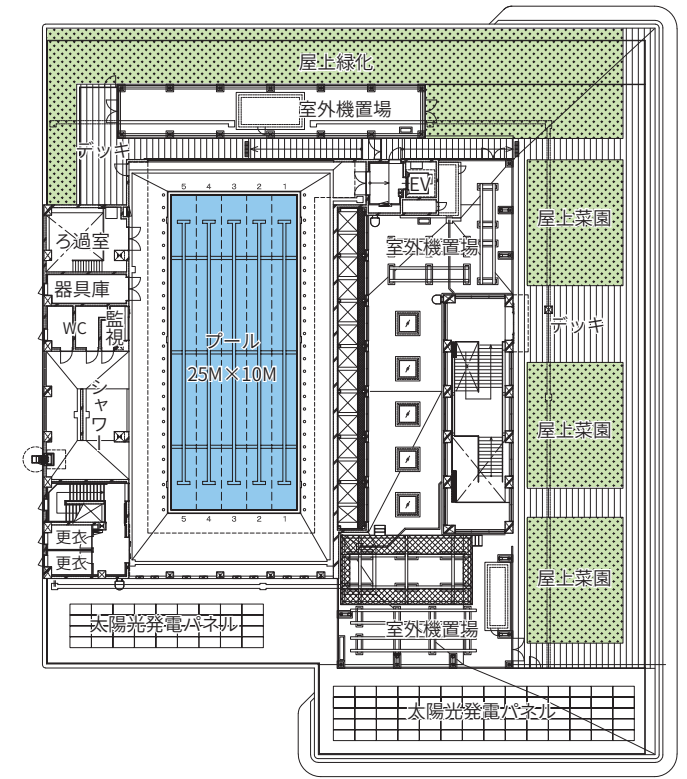 屋上緑化
室外機置場
デッキ
EV
5 4 3 2 1
屋上菜園
ろ過室
室外機置場
器具庫
WC
監視
デッキ
プール
25M×10M
シャワー
屋上菜園
5 4 3 2 1
更衣
更衣
屋上菜園
太陽光発電パネル
室外機置場
太陽光発電パネル